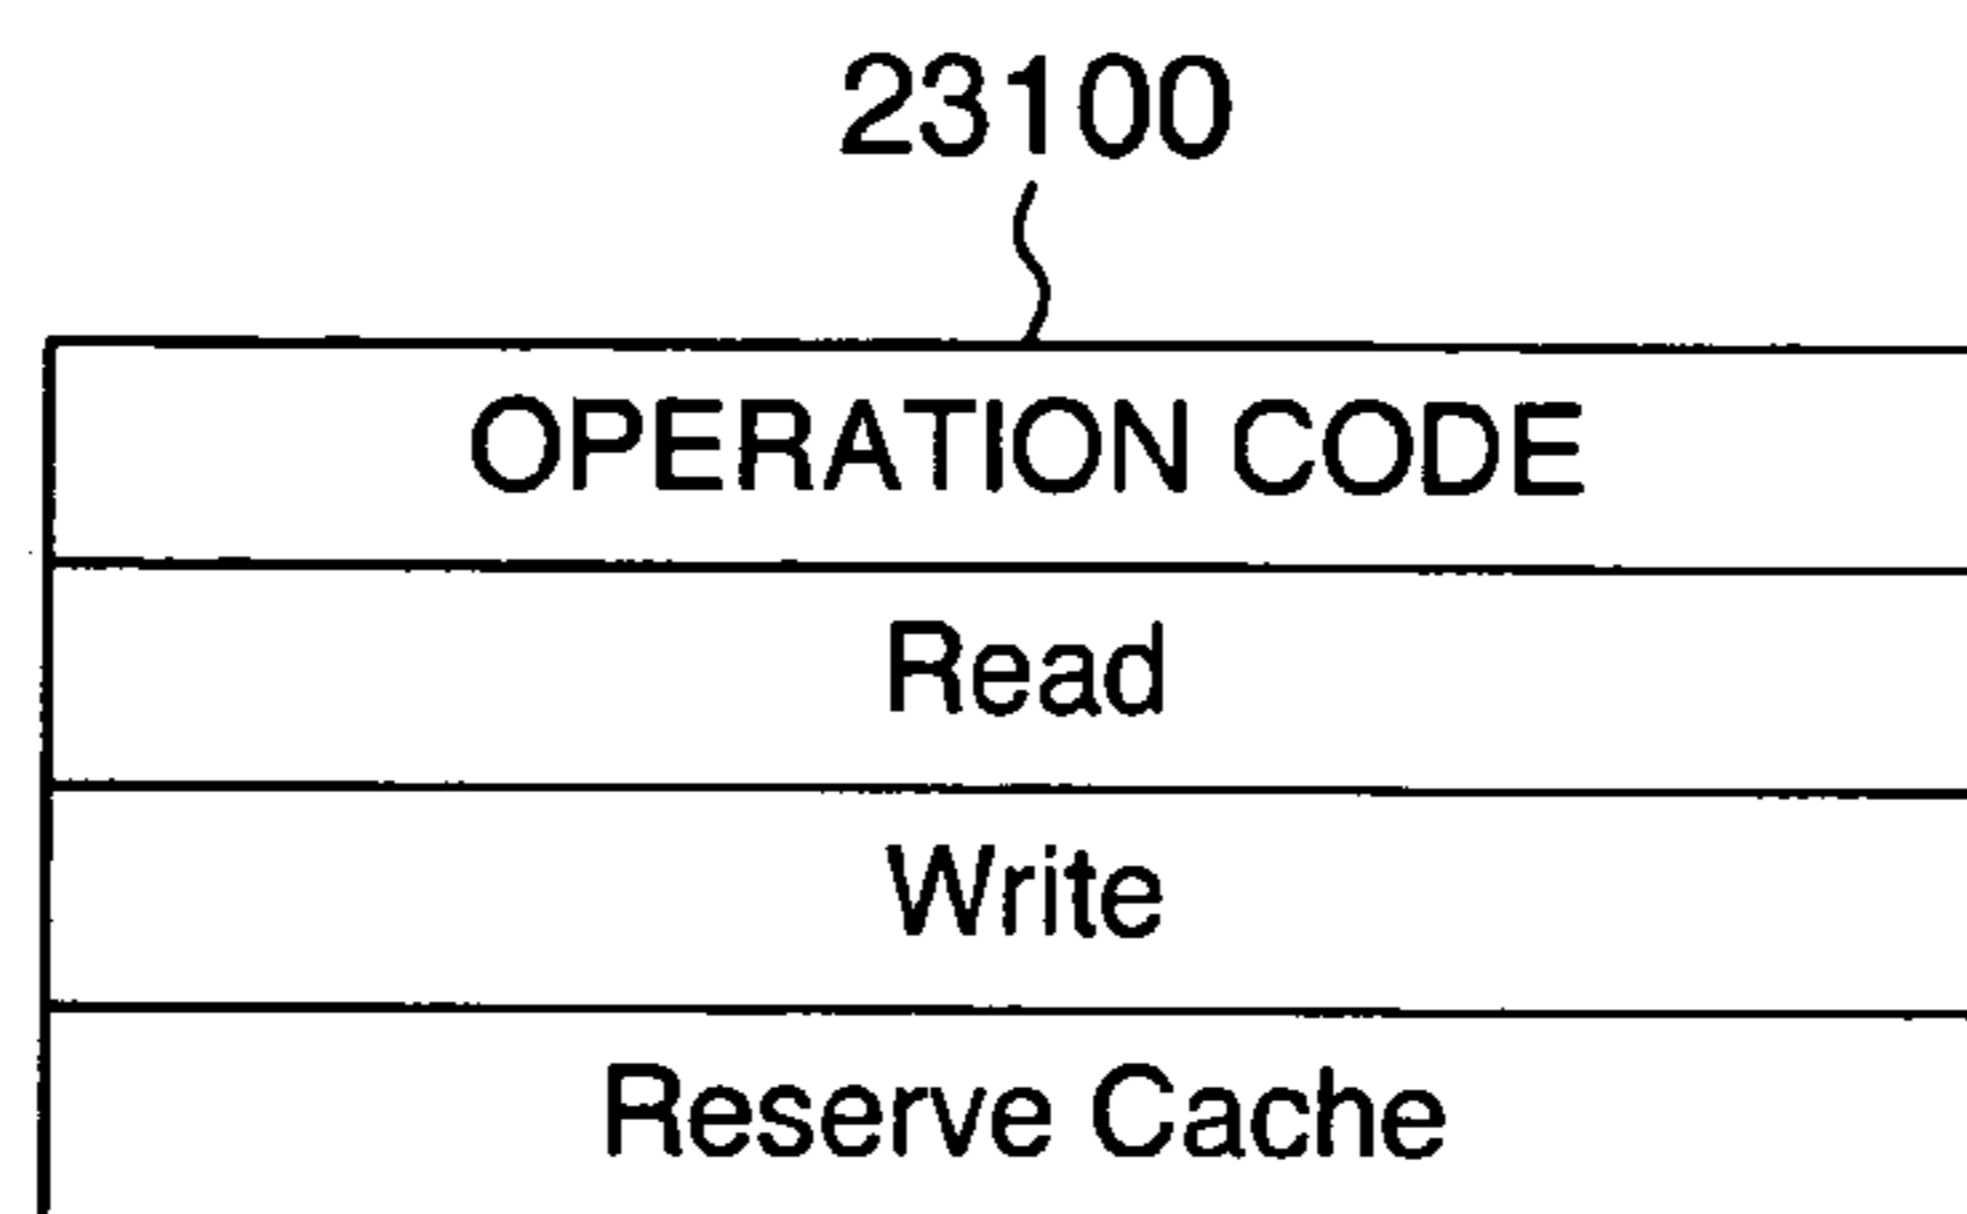 23100
OPERATION CODE
Read
Write
Reserve Cache